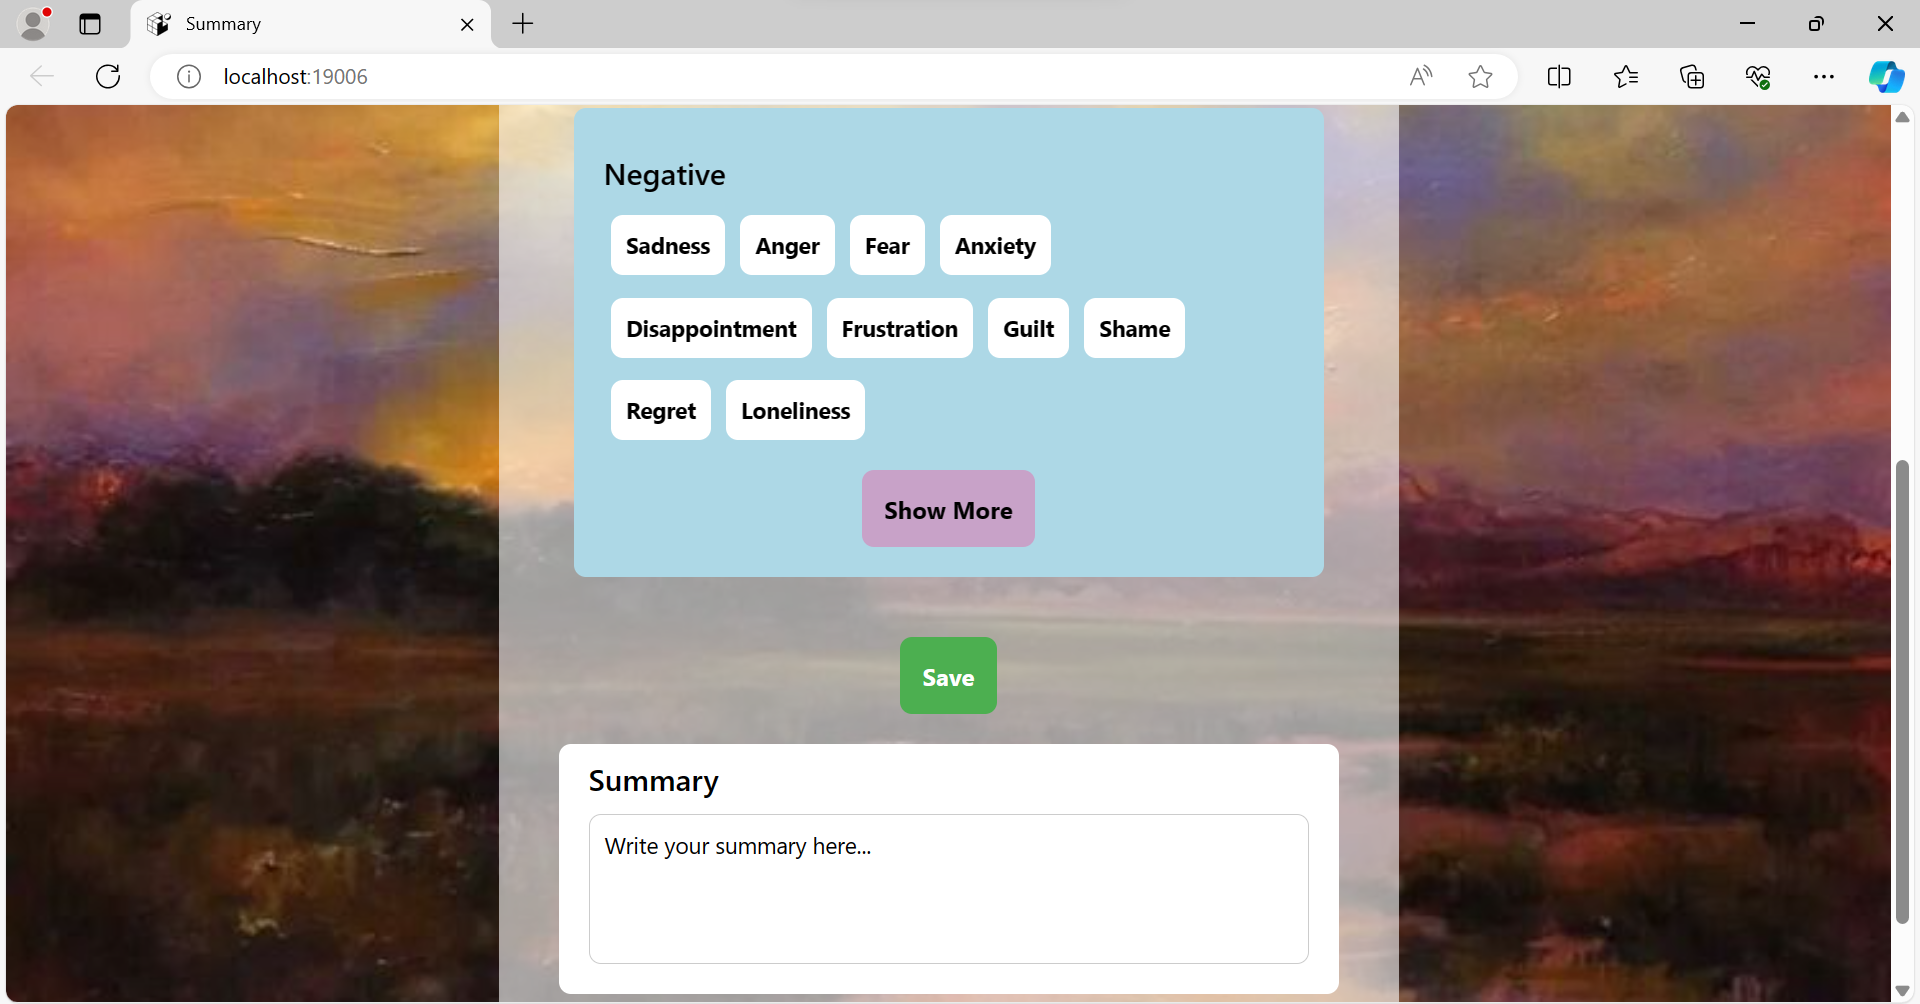 Summary
localhost:19006
Negative
Sadness Anger Fear Anxiety
Disappointment Frustration Guilt Shame
Regret Loneliness
Show More
Save
Summary
Write your summary here...